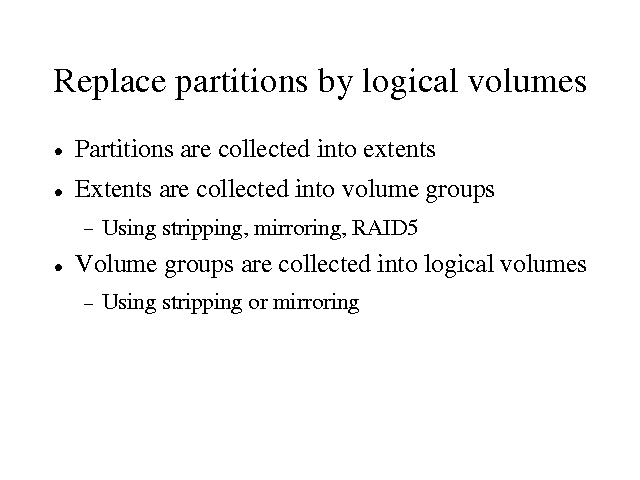 Replace partitions by logical volumes
• Partitions are collected into extents
• Extents are collected into volume groups
– Using stripping, mirroring, RAID5
• Volume groups are collected into logical volumes
– Using stripping or mirroring